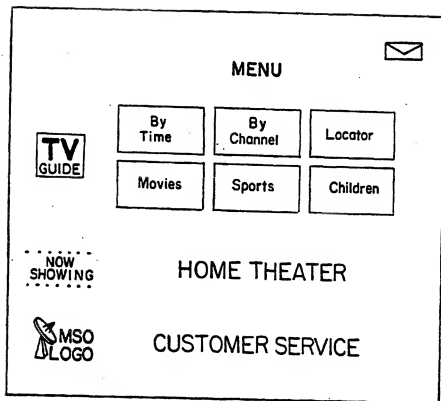 MENU
By
Time
By
Channel
Locator
TV
GUIDE
Movies
Sports
Children
NOW
SHOWING
HOME THEATER
MSO
LOGO
CUSTOMER SERVICE